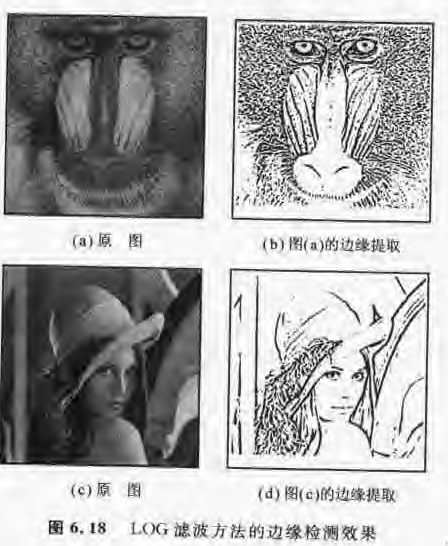 (a)原 图
(b)图(a)的边缘提取
(c)原 图
(d)图(c)的边缘提取
图 6.18 LOG 滤波方法的边缘检测效果